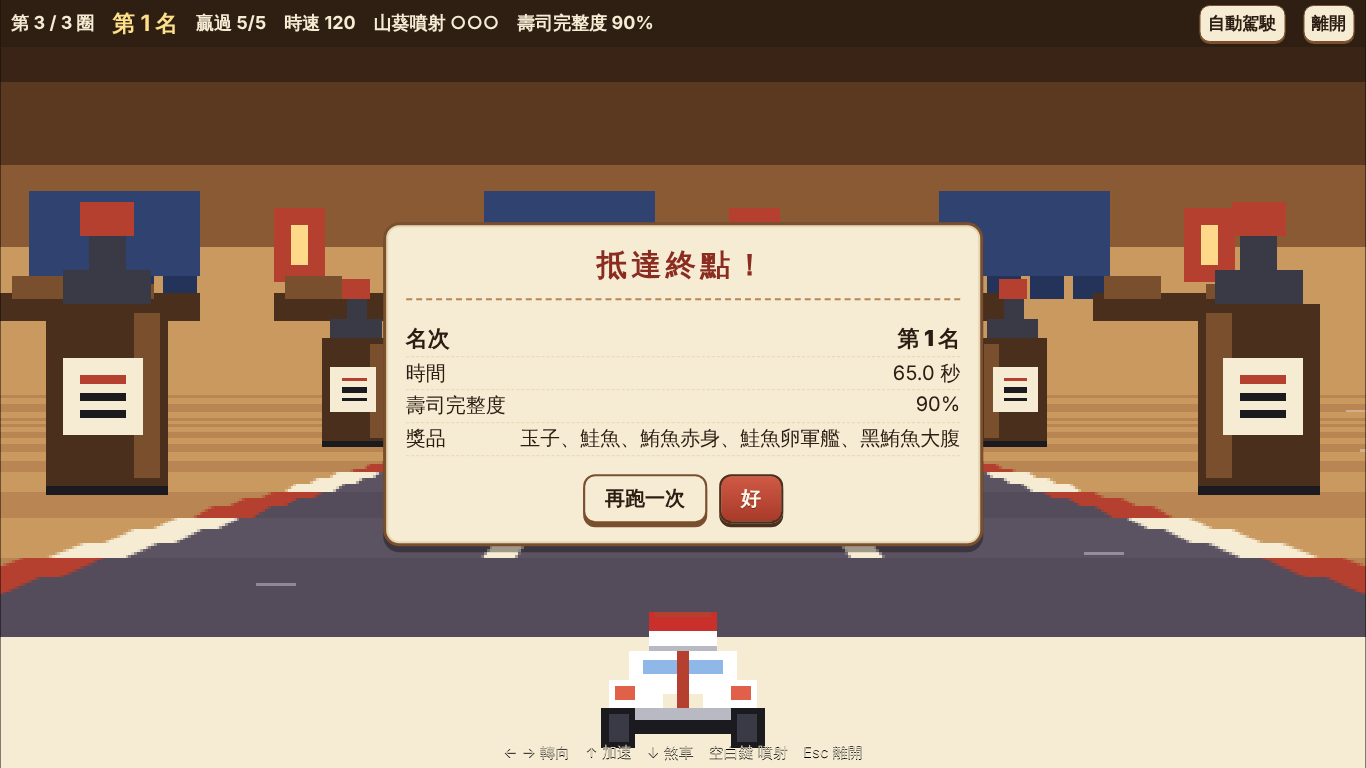 第 3 / 3 圈 第 1 名 贏過 5/5 時速 120 山葵噴射 ○○○ 壽司完整度 90% 自動駕駛 離開
抵達終點！
名次 第 1 名
時間 65.0 秒
壽司完整度 90%
獎品 玉子、鮭魚、鮪魚赤身、鮭魚卵軍艦、黑鮪魚大腹
再跑一次 好
← → 轉向 ↑ 加速 ↓ 煞車 空白鍵 噴射 Esc 離開